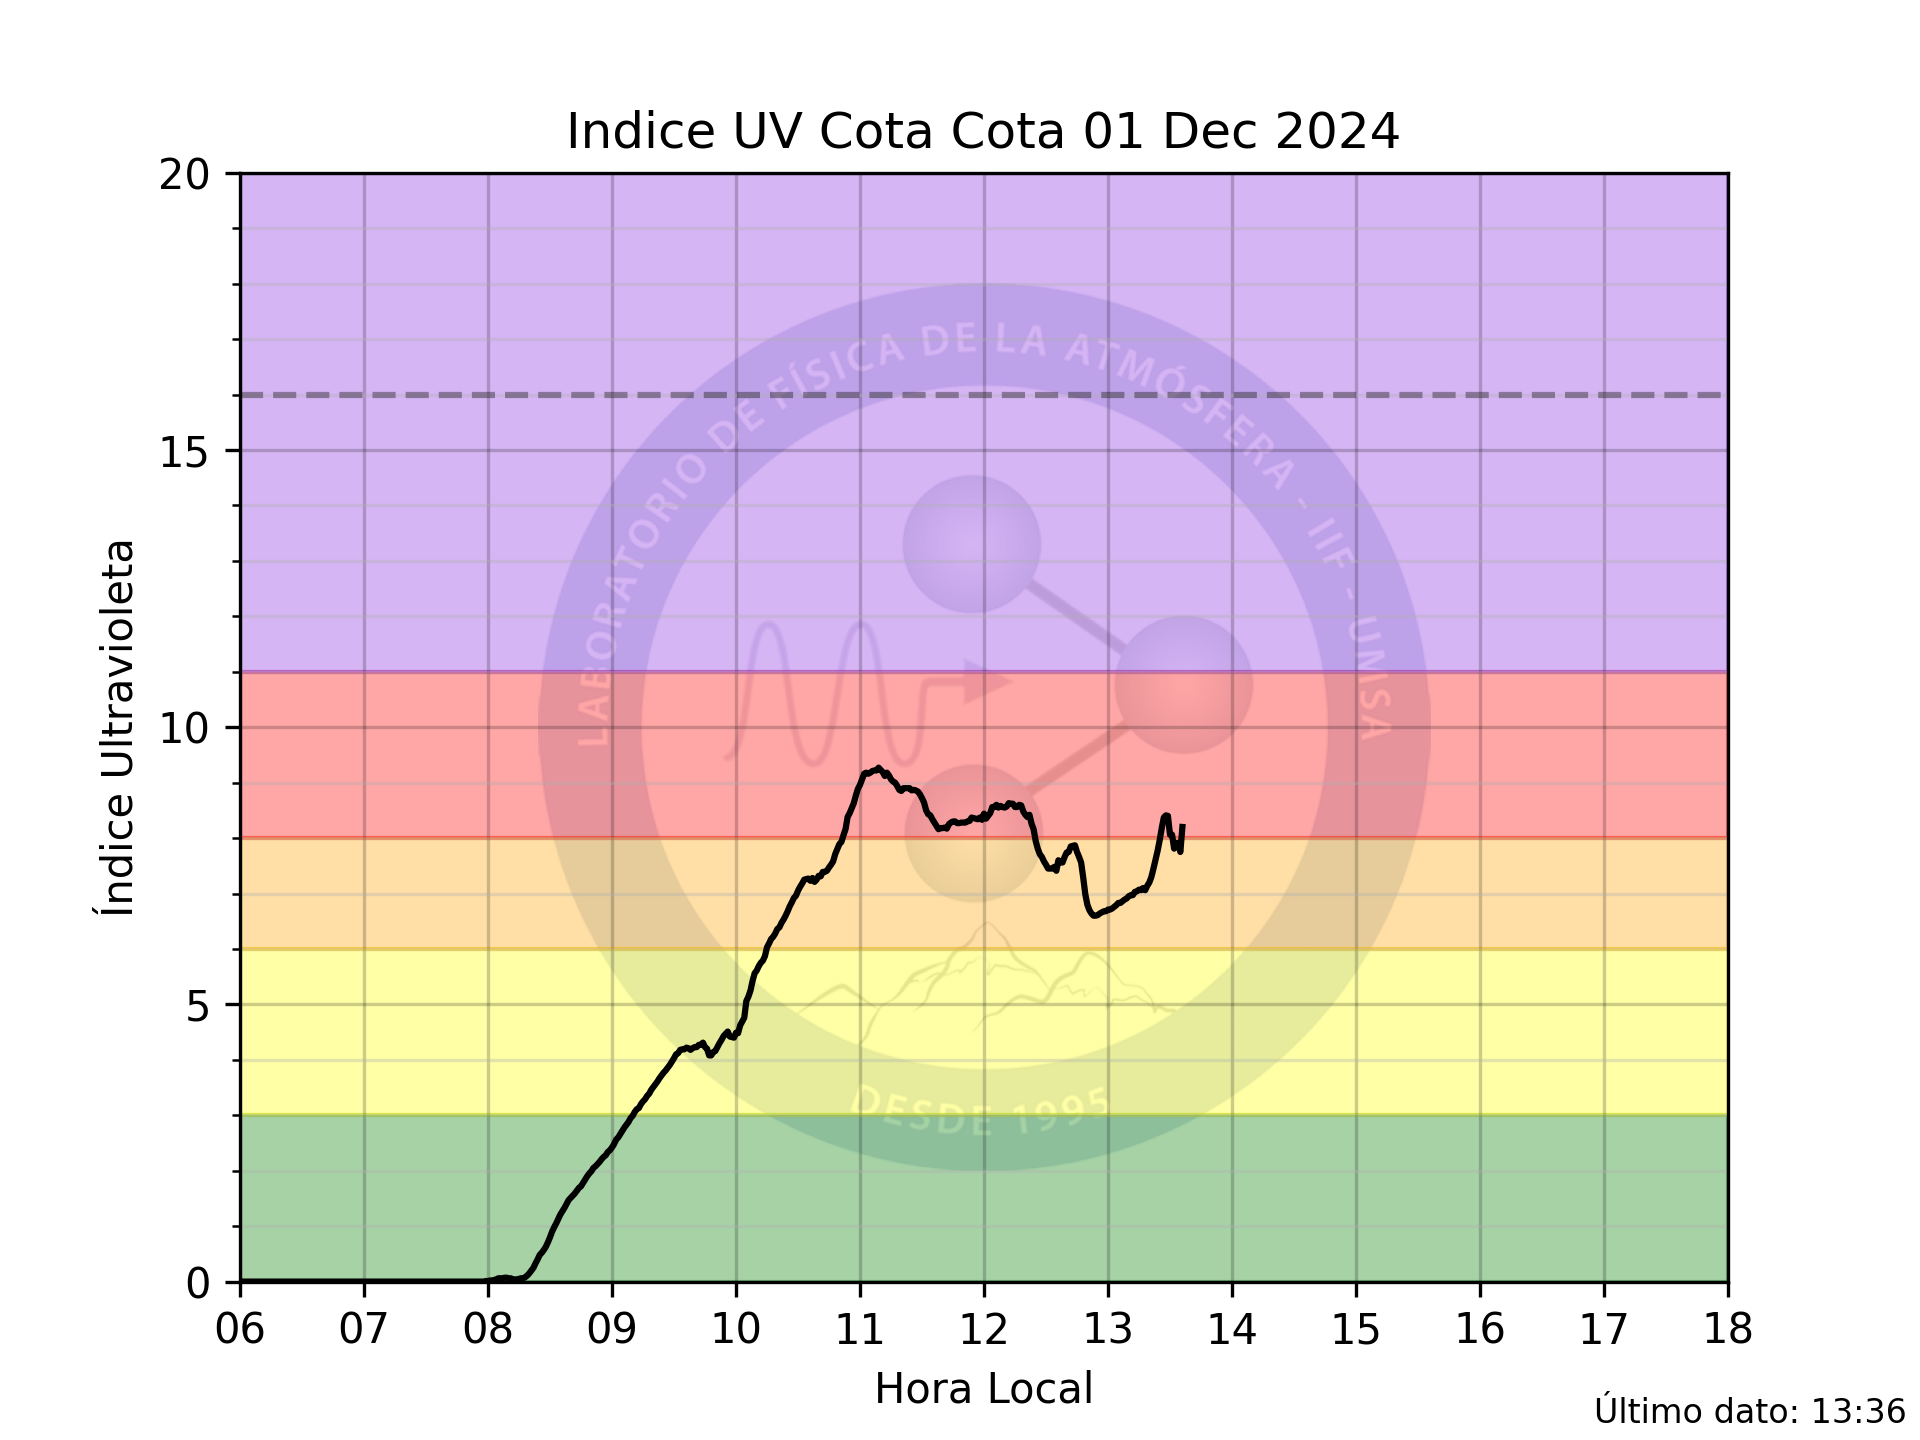 Indice UV Cota Cota 01 Dec 2024
20
15
10
5
0
Índice Ultravioleta
LABORATORIO DE FÍSICA DE LA ATMÓSFERA - IIF - UMSA
DESDE 1995
06 07 08 09 10 11 12 13 14 15 16 17 18
Hora Local
Último dato: 13:36